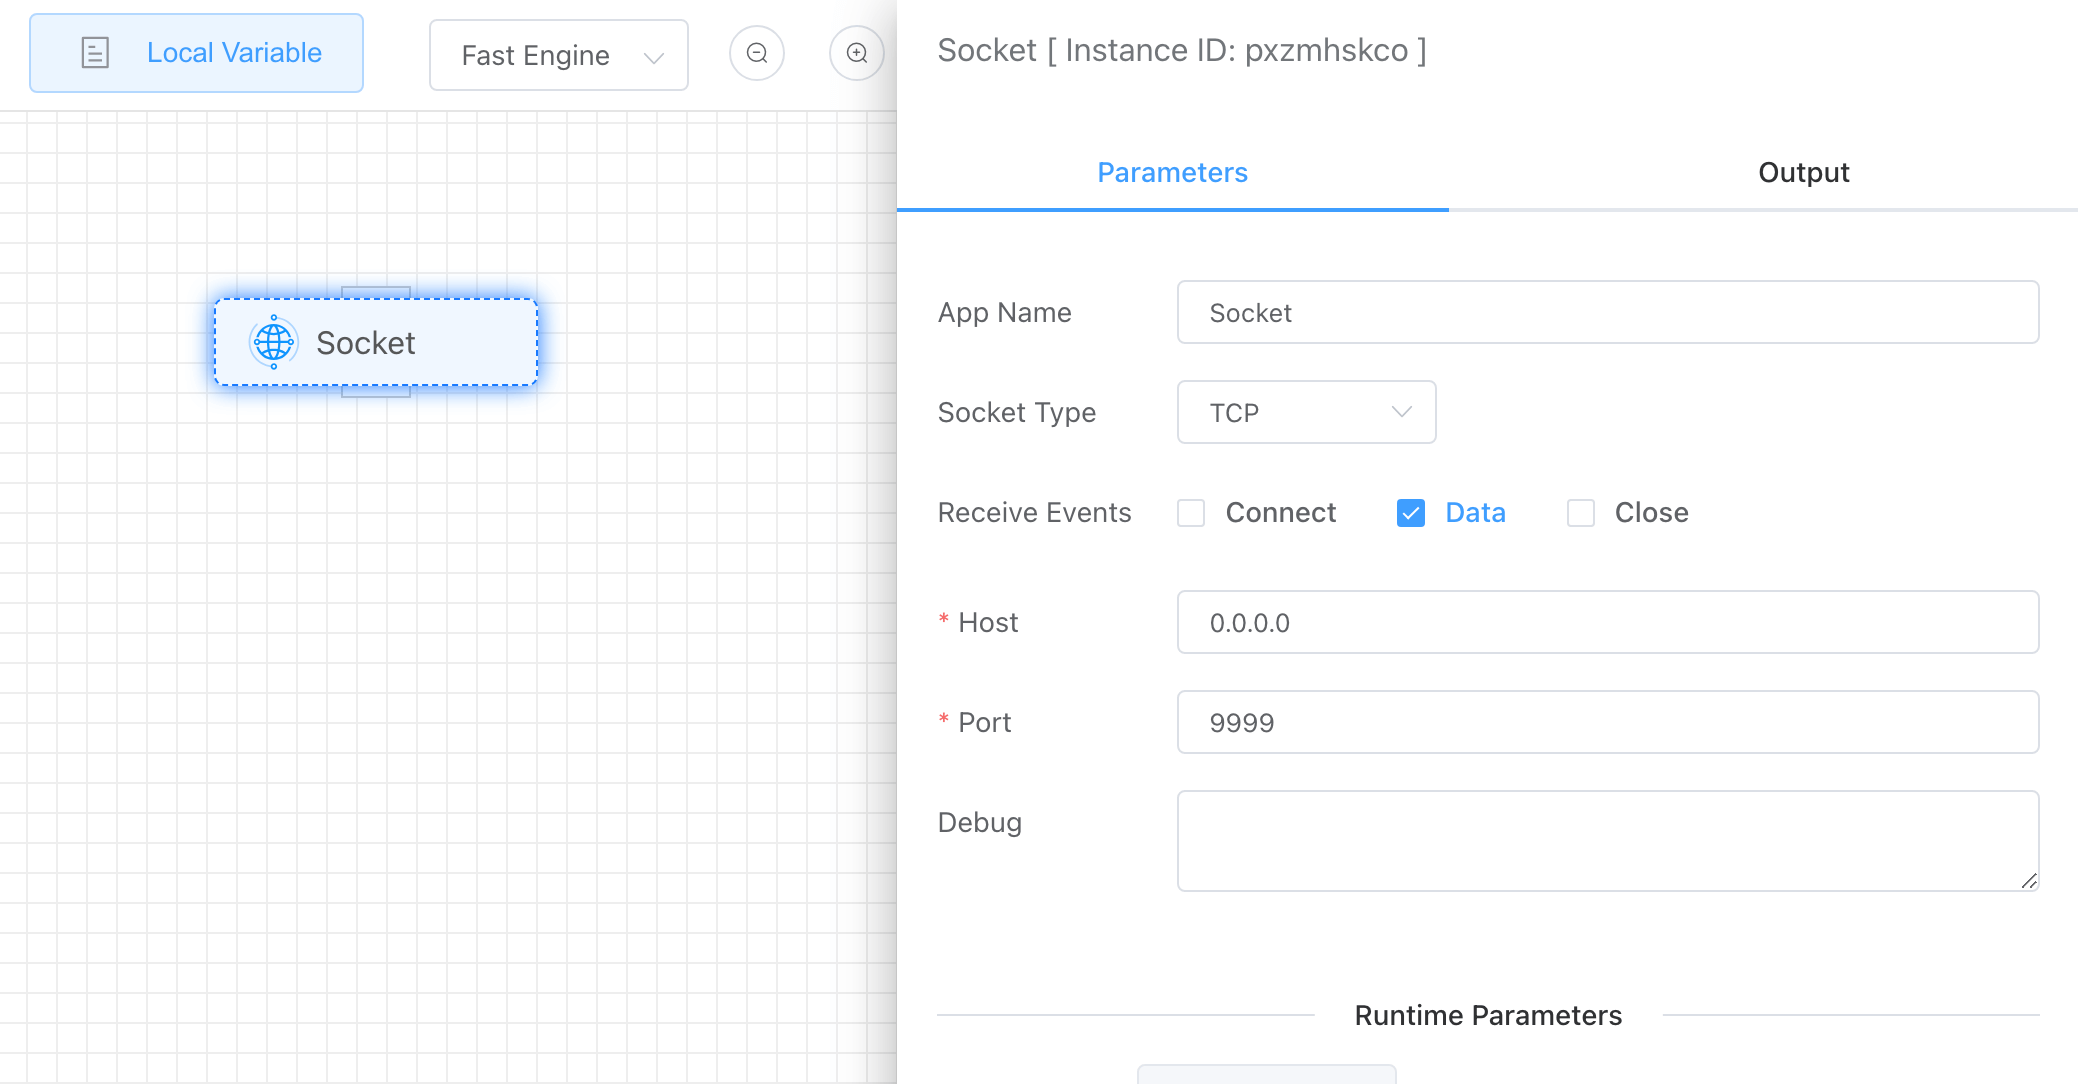 Local Variable
Fast Engine
Socket [ Instance ID: pxzmhskco ]
Parameters
Output
Socket
App Name
Socket
Socket Type
TCP
Receive Events
Connect
Data
Close
* Host
0.0.0.0
* Port
9999
Debug
Runtime Parameters